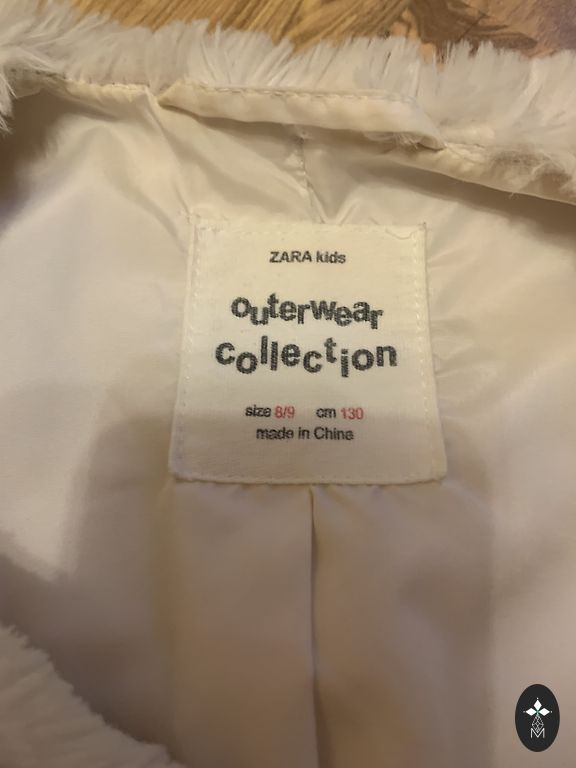 ZARA kids
outerwear
collection
size 8/9 cm 130
made in China
M